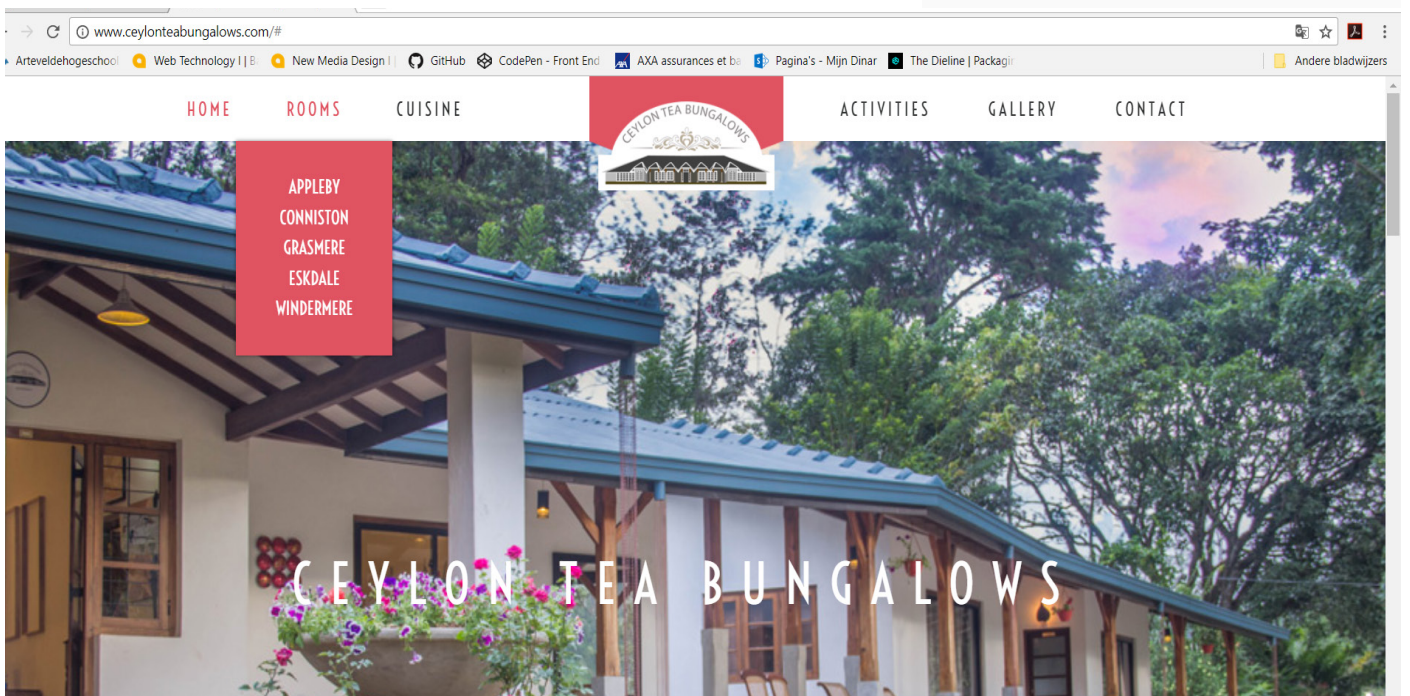 www.ceylonteabungalows.com/#
Arteveldehogeschool Web Technology I | B New Media Design I | GitHub CodePen - Front End AXA assurances et ba Pagina's - Mijn Dinar The Dieline | Packagin Andere bladwijzers
HOME ROOMS CUISINE ACTIVITIES GALLERY CONTACT
CEYLON TEA BUNGALOWS
APPLEBY
CONNISTON
GRASMERE
ESKDALE
WINDERMERE
CEYLON TEA BUNGALOWS